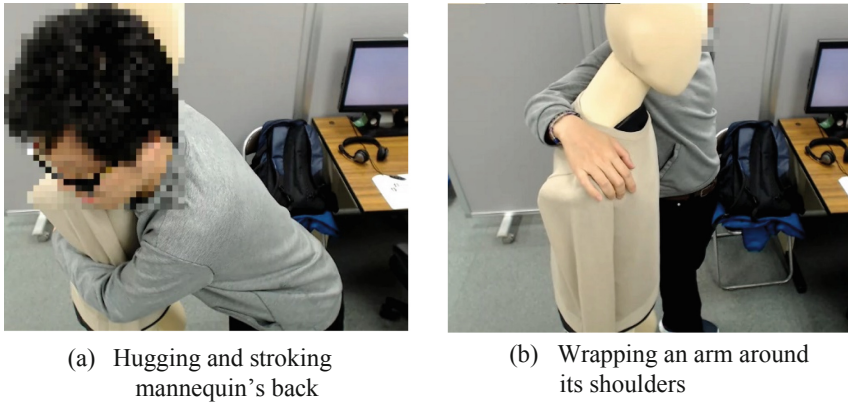 (a) Hugging and stroking
mannequin's back
(b) Wrapping an arm around
its shoulders